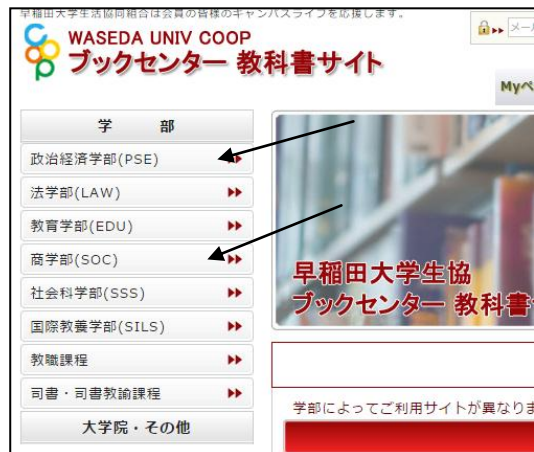 早稲田大学生活協同組合は会員の皆様のキャンパスライフを応援します。
WASEDA UNIV COOP
ブックセンター 教科書サイト
coop
メール
Myペ
学 部
政治経済学部(PSE)
法学部(LAW)
教育学部(EDU)
商学部(SOC)
社会科学部(SSS)
国際教養学部(SILS)
教職課程
司書・司書教諭課程
大学院・その他
早稲田大学生協
ブックセンター 教科書
学部によってご利用サイトが異なりま